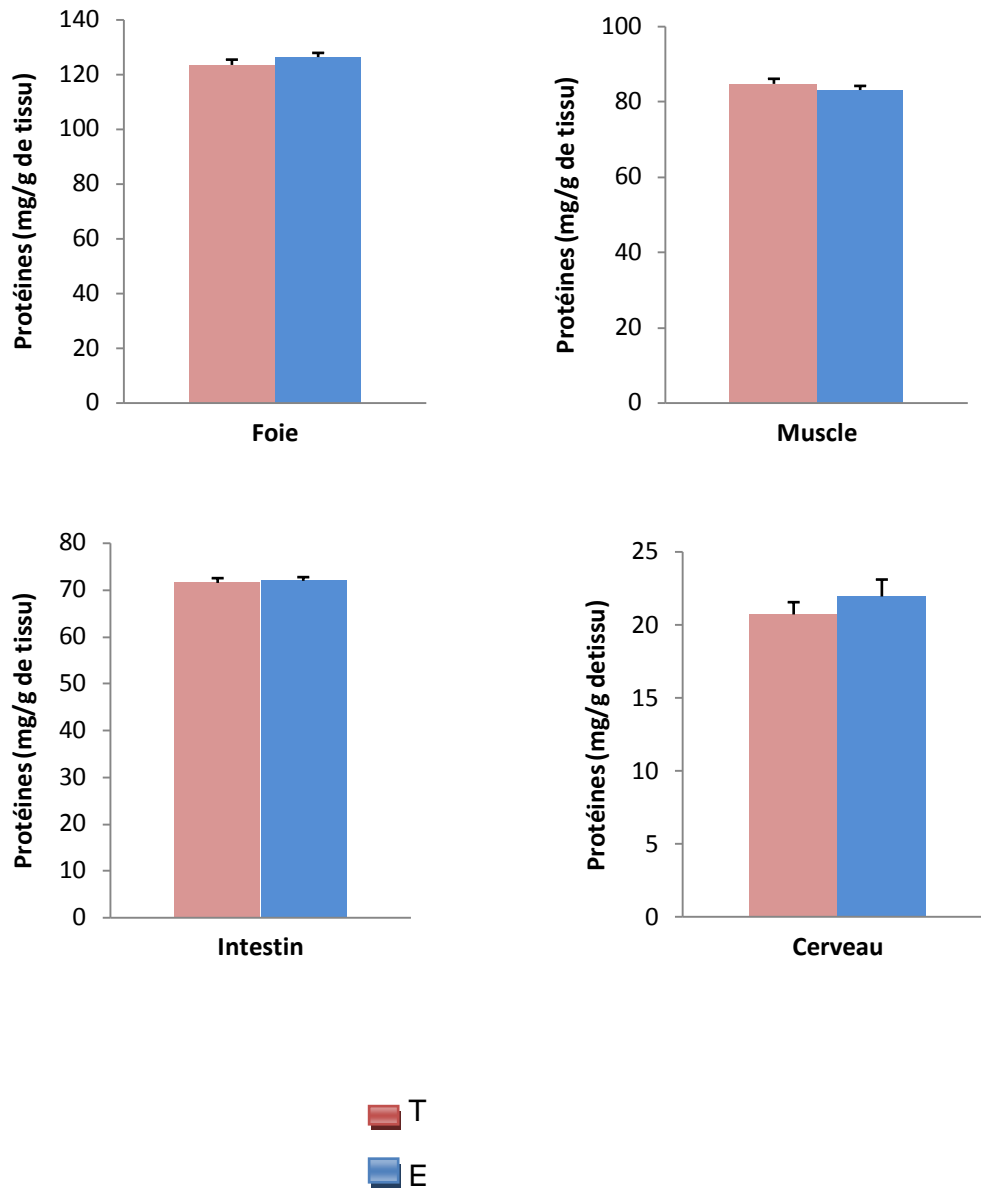 Protéines (mg/g de tissu)
140
120
100
80
60
40
20
0
Foie
Protéines (mg/g de tissu)
100
80
60
40
20
0
Muscle
Protéines (mg/g de tissu)
80
70
60
50
40
30
20
10
0
Intestin
Protéines (mg/g detissu)
25
20
15
10
5
0
Cerveau
T
E